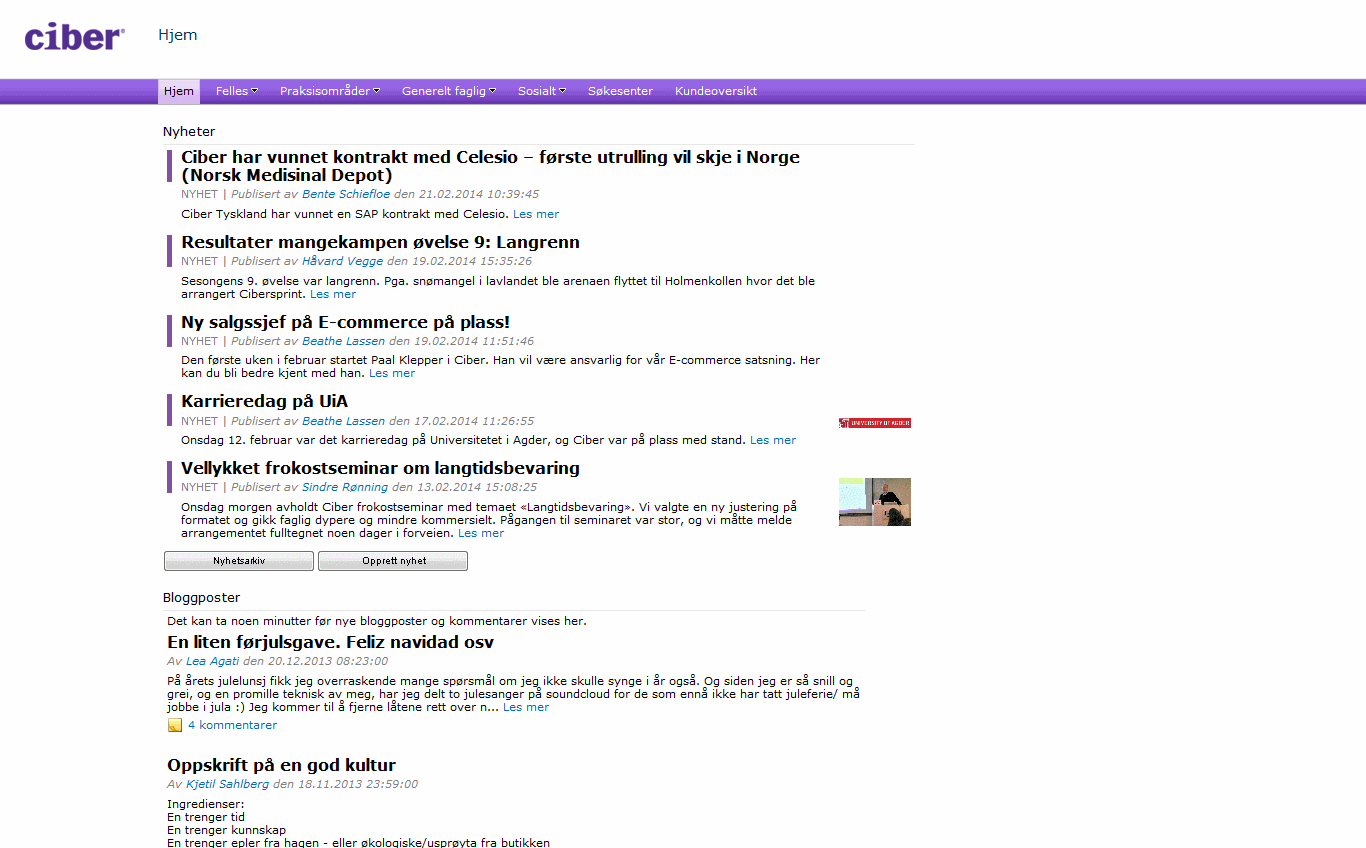 ciber
Hjem
Hjem Felles Praksisområder Generelt faglig Sosialt Søkesenter Kundeoversikt
Nyheter
Ciber har vunnet kontrakt med Celesio – første utrulling vil skje i Norge
(Norsk Medisinal Depot)
NYHET | Publisert av Bente Schiefloe den 21.02.2014 10:39:45
Ciber Tyskland har vunnet en SAP kontrakt med Celesio. Les mer
Resultater mangekampen øvelse 9: Langrenn
NYHET | Publisert av Håvard Vegge den 19.02.2014 15:35:26
Sesongens 9. øvelse var langrenn. Pga. snømangel i lavlandet ble arenaen flyttet til Holmenkollen hvor det ble
arrangert Cibersprint. Les mer
Ny salgssjef på E-commerce på plass!
NYHET | Publisert av Beathe Lassen den 19.02.2014 11:51:46
Den første uken i februar startet Paal Klepper i Ciber. Han vil være ansvarlig for vår E-commerce satsning. Her
kan du bli bedre kjent med han. Les mer
Karrieredag på UiA
NYHET | Publisert av Beathe Lassen den 17.02.2014 11:26:55
UNIVERSITY OF AGDER
Onsdag 12. februar var det karrieredag på Universitetet i Agder, og Ciber var på plass med stand. Les mer
Vellykket frokostseminar om langtidsbevaring
NYHET | Publisert av Sindre Rønning den 13.02.2014 15:08:25
Onsdag morgen avholdt Ciber frokostseminar med temaet «Langtidsbevaring». Vi valgte en ny justering på
formatet og gikk faglig dypere og mindre kommersielt. Pågangen til seminaret var stor, og vi måtte melde
arrangementet fulltegnet noen dager i forveien. Les mer
Nyhetsarkiv Opprett nyhet
Bloggposter
Det kan ta noen minutter før nye bloggposter og kommentarer vises her.
En liten førjulsgave. Feliz navidad osv
Av Lea Agati den 20.12.2013 08:23:00
På årets julelunsj fikk jeg overraskende mange spørsmål om jeg ikke skulle synge i år også. Og siden jeg er så snill og
grei, og en promille teknisk av meg, har jeg delt to julesanger på soundcloud for de som ennå ikke har tatt juleferie/ må
jobbe i jula :) Jeg kommer til å fjerne låtene rett over n... Les mer
4 kommentarer
Oppskrift på en god kultur
Av Kjetil Sahlberg den 18.11.2013 23:59:00
Ingredienser:
En trenger tid
En trenger kunnskap
En trenger epler fra hagen - eller økologiske/usprøyta fra butikken